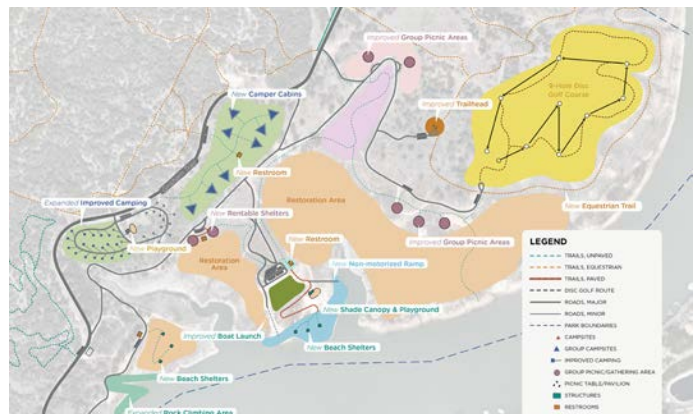 Improved Group Picnic Areas
9-Hole Disc
Golf Course
New Camper Cabins
Improved Trailhead
New Restroom
Restoration Area
Expanded Improved Camping
New Rentable Shelters
New Equestrian Trail
New Playground
Improved Group Picnic Areas
New Restroom
Restoration
Area
New Non-motorized Ramp
New Shade Canopy & Playground
Improved Boat Launch
New Beach Shelters
New Beach Shelters
Expanded Rock Climbing Area
LEGEND
TRAILS, UNPAVED
TRAILS, EQUESTRIAN
TRAILS, PAVED
DISC GOLF ROUTE
ROADS, MAJOR
ROADS, MINOR
PARK BOUNDARIES
CAMPSITES
GROUP CAMPSITES
IMPROVED CAMPING
GROUP PICNIC/GATHERING AREA
PICNIC TABLE/PAVILION
STRUCTURES
RESTROOMS